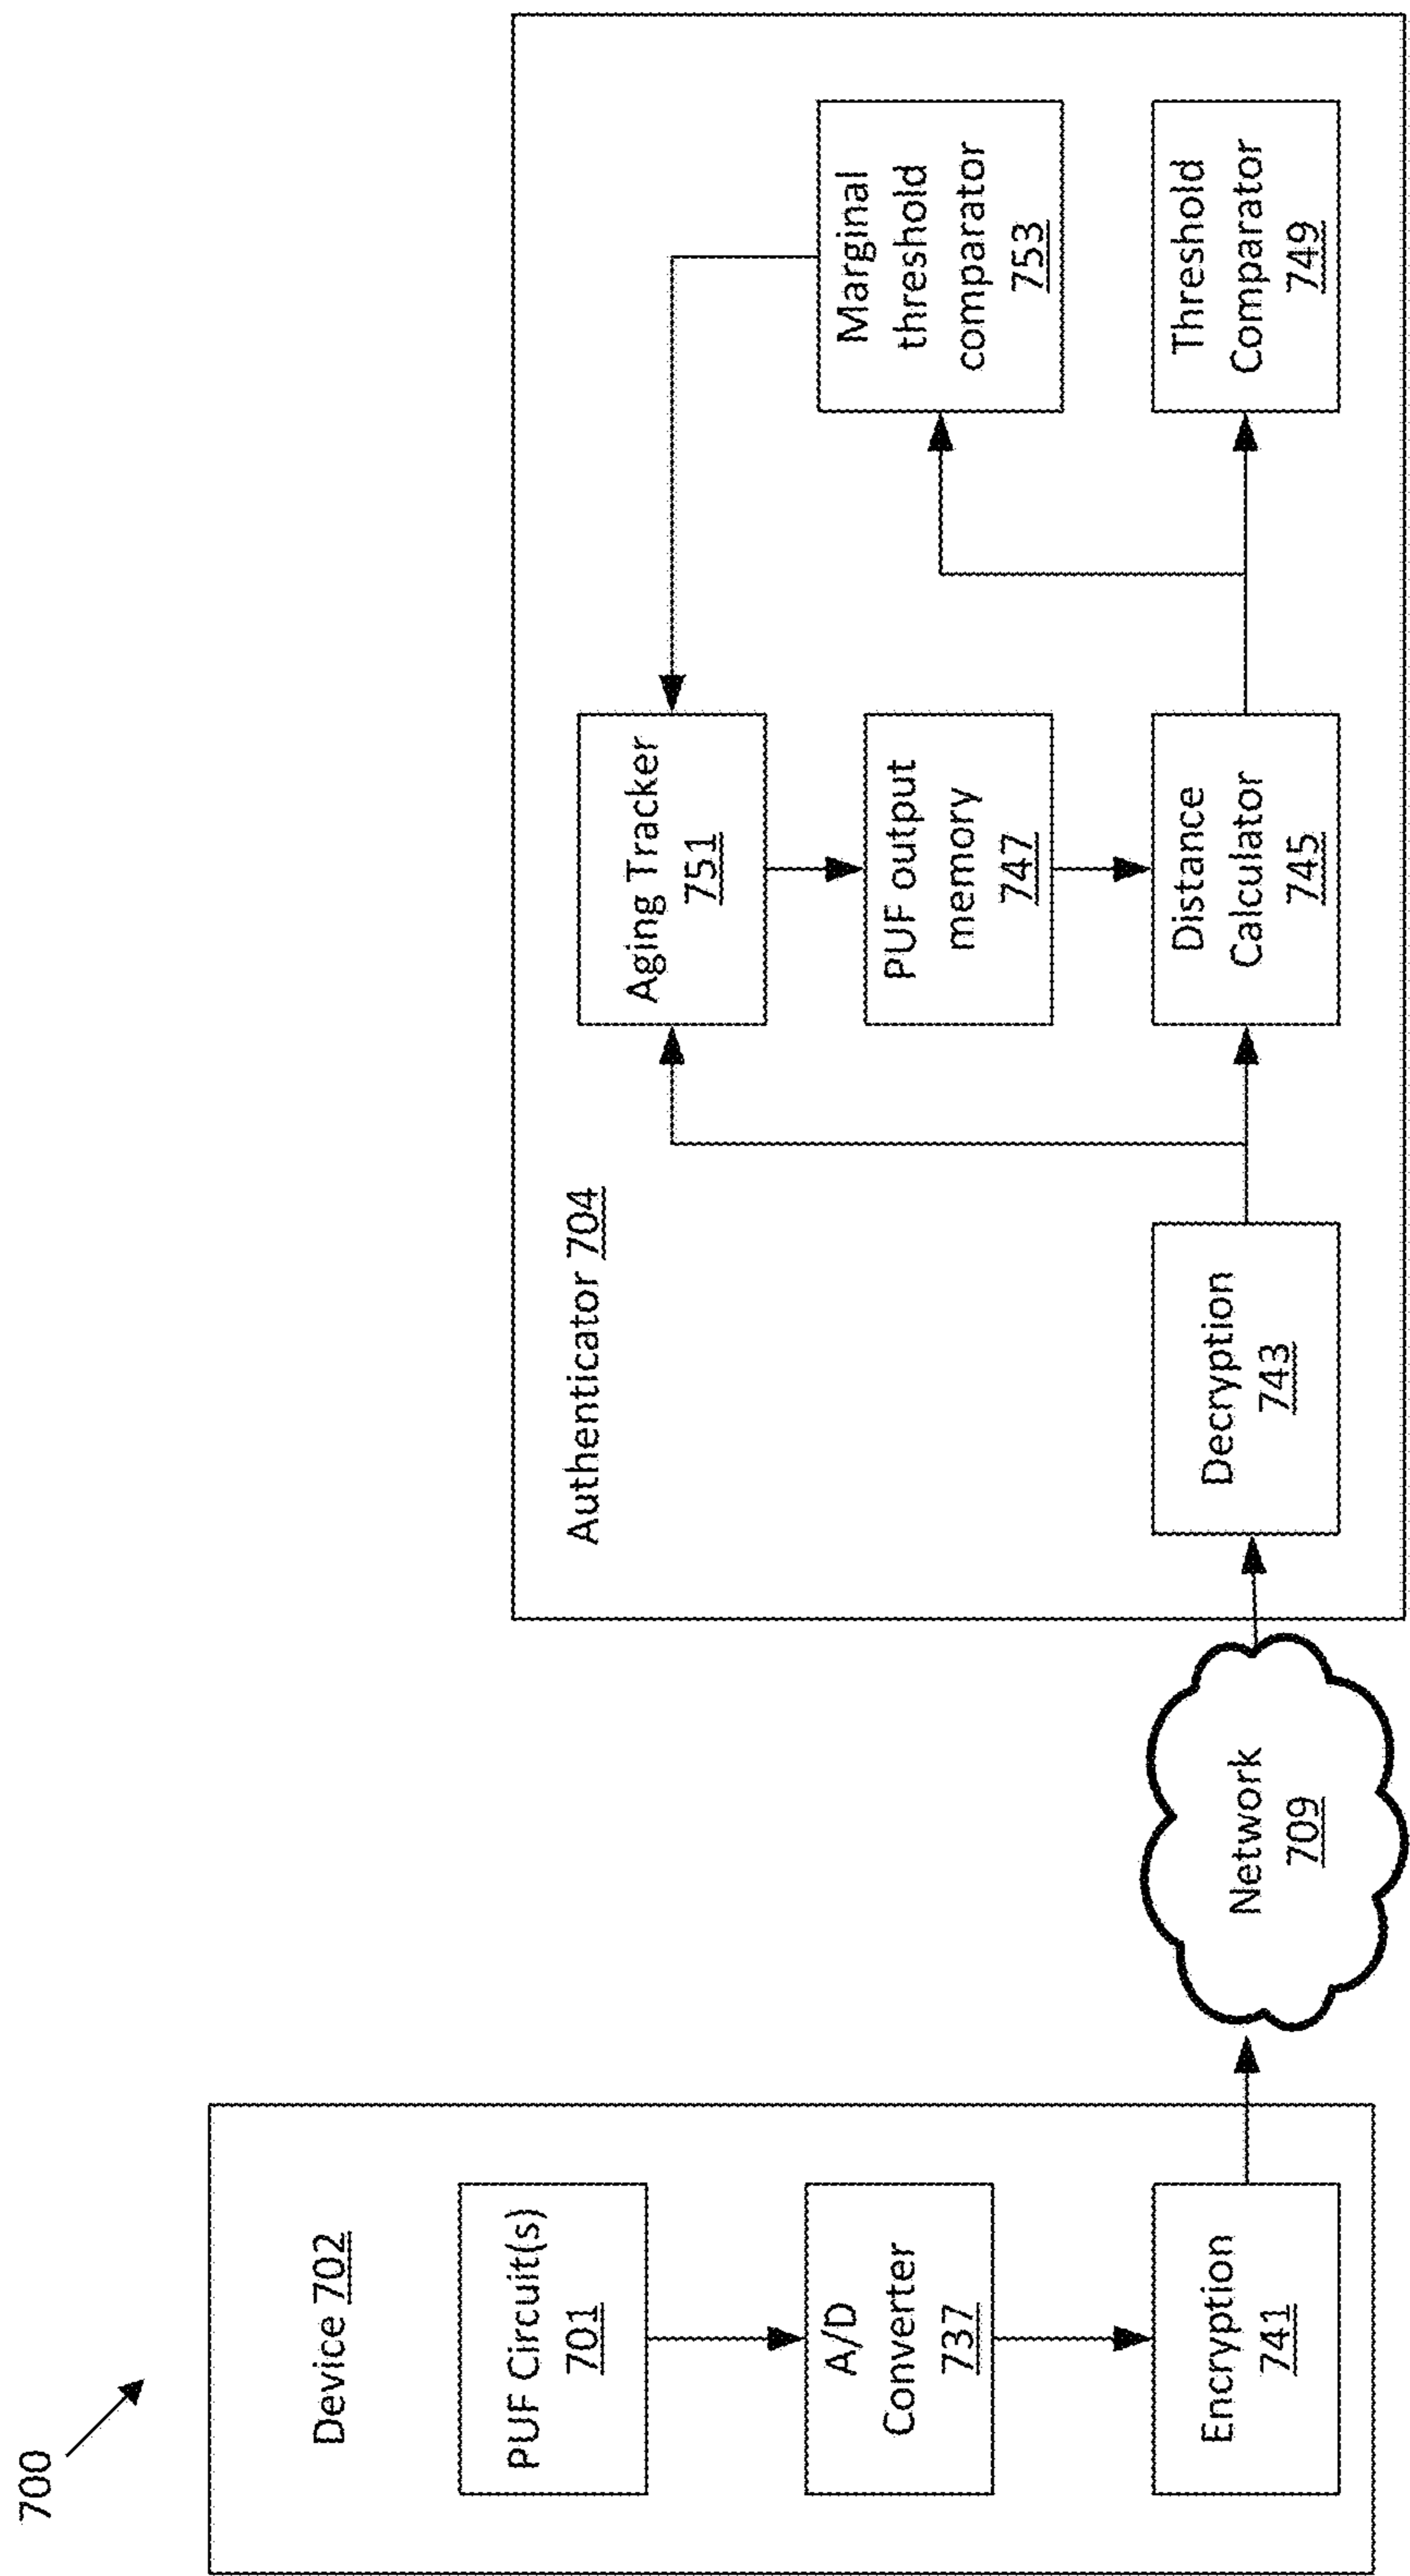 700
Device 702
PUF Circuit(s)
701
A/D
Converter
737
Encryption
741
Network
709
Authenticator 704
Decryption
743
Aging Tracker
751
PUF output
memory
747
Distance
Calculator
745
Marginal
threshold
comparator
753
Threshold
Comparator
749